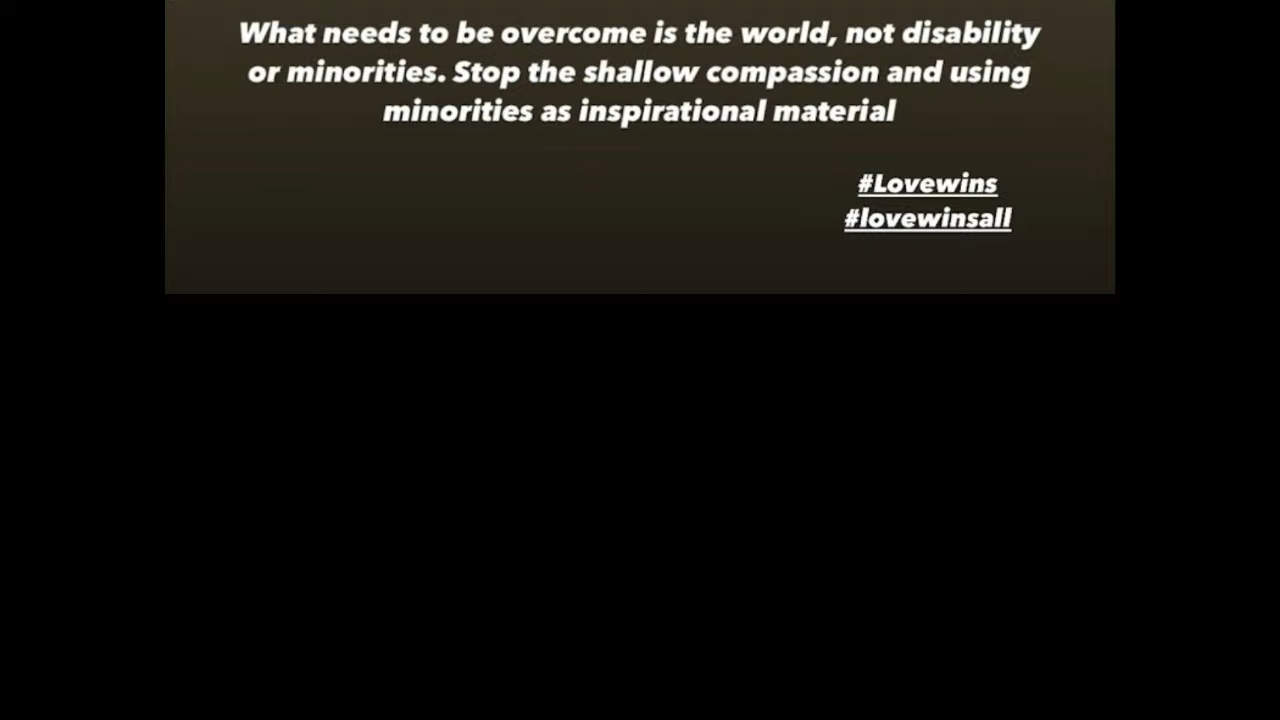 What needs to be overcome is the world, not disability
or minorities. Stop the shallow compassion and using
minorities as inspirational material
#Lovewins
#lovewinsall